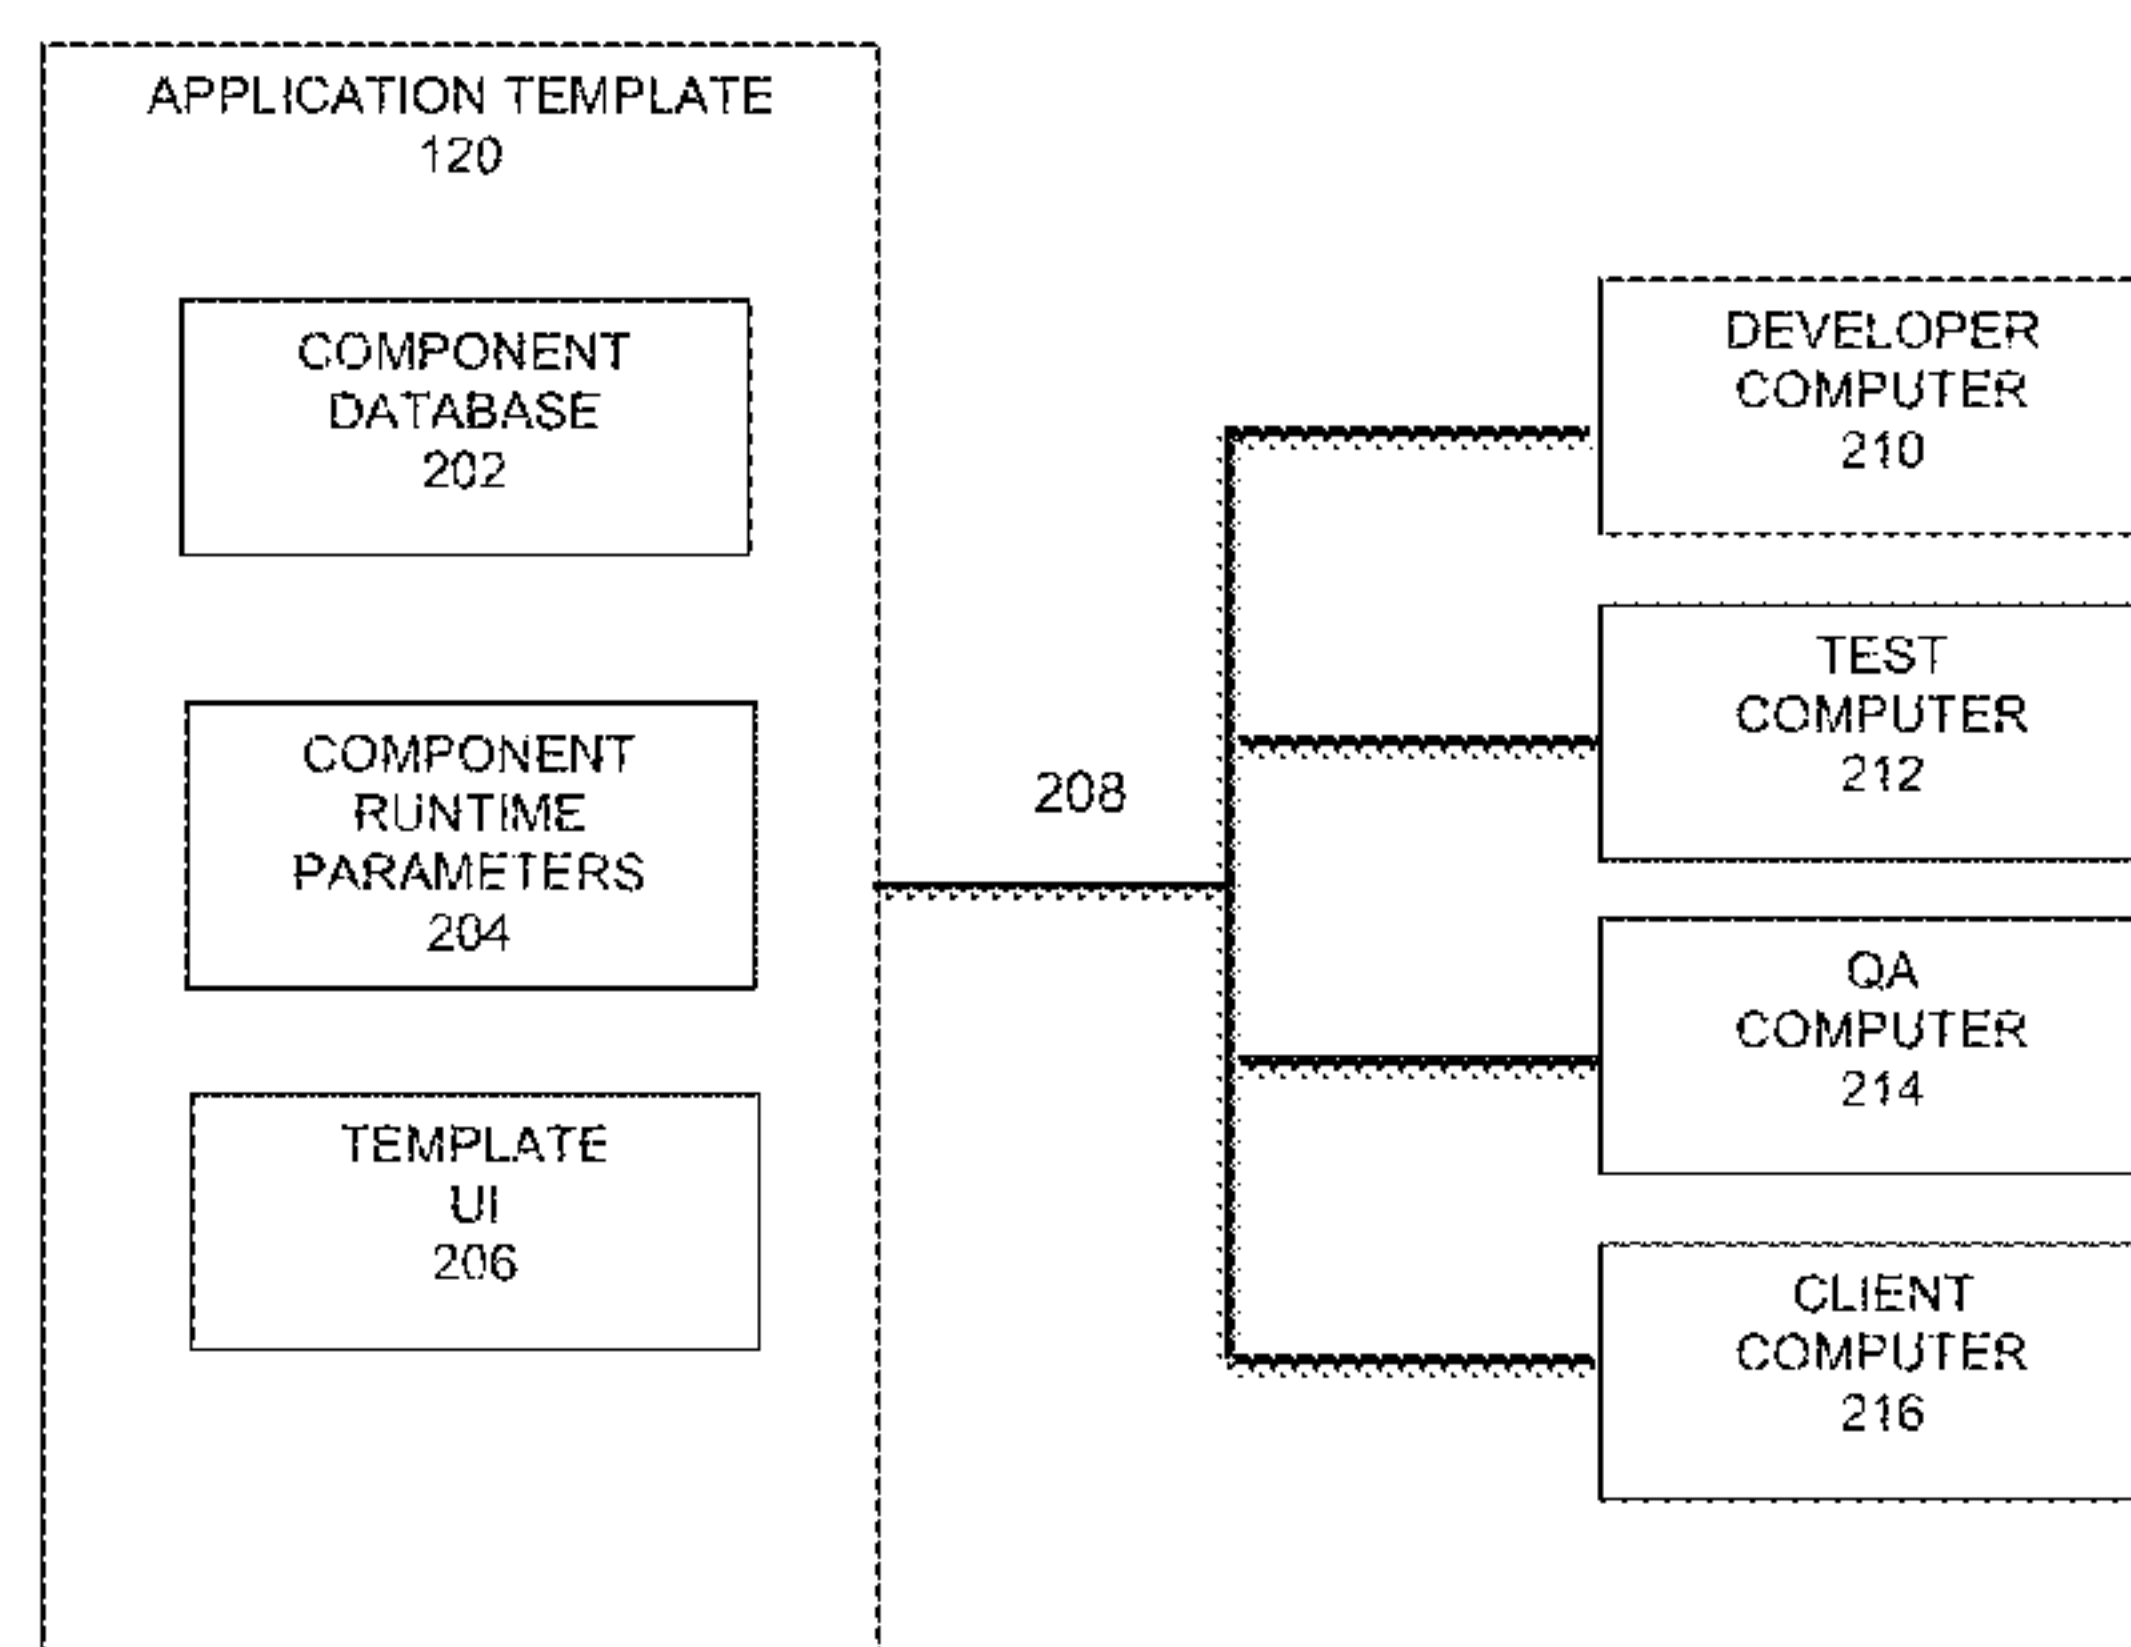 APPLICATION TEMPLATE
120
COMPONENT
DATABASE
202
COMPONENT
RUNTIME
PARAMETERS
204
TEMPLATE
UI
206
208
DEVELOPER
COMPUTER
210
TEST
COMPUTER
212
QA
COMPUTER
214
CLIENT
COMPUTER
216